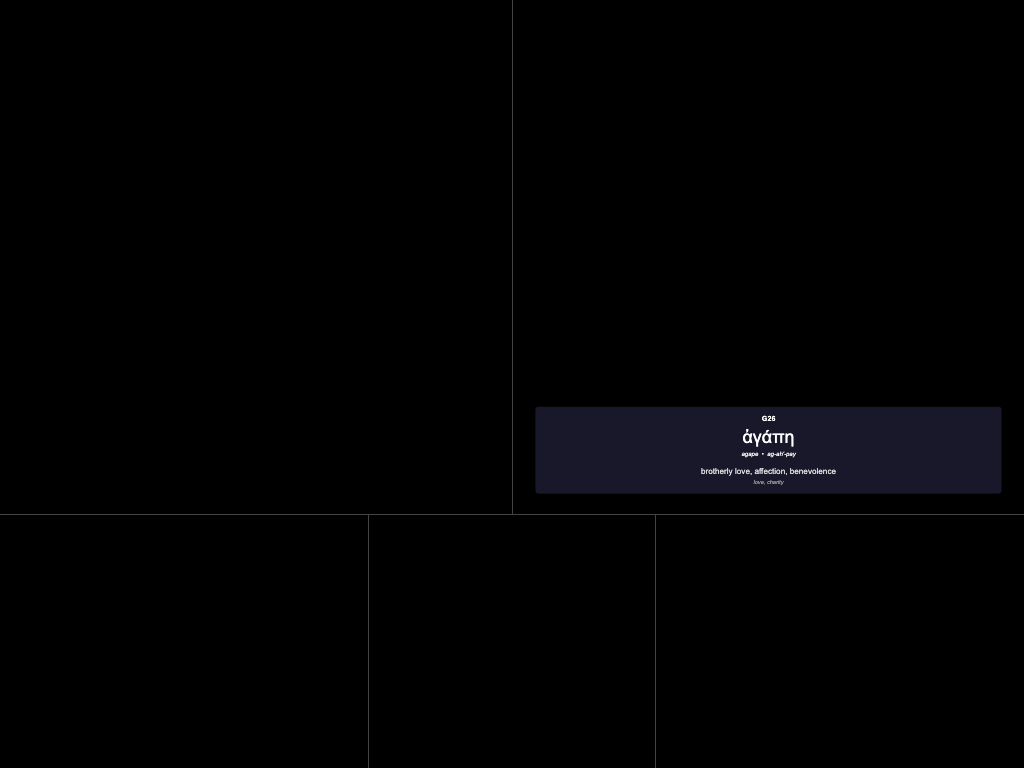 G26
ἀγάπη
agape • ag-ah'-pay
brotherly love, affection, benevolence
love, charity